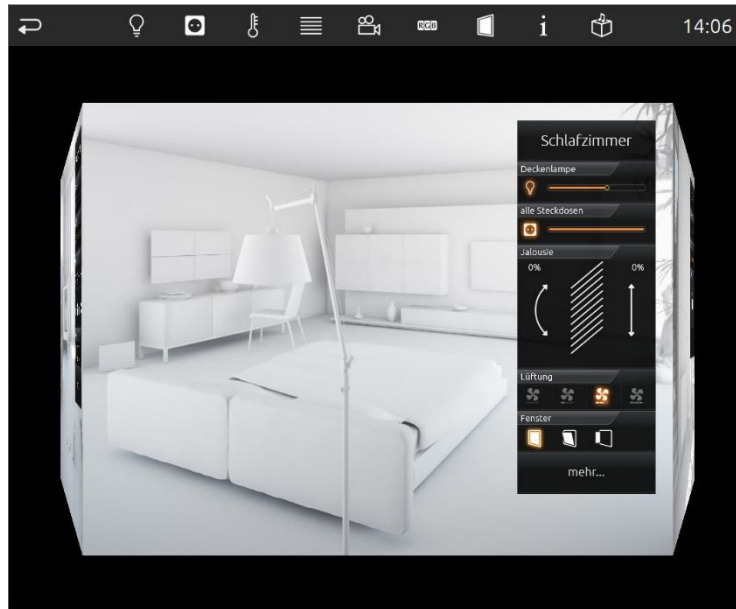 RGB
i
14:06
Schlafzimmer
Deckenlampe
alle Steckdosen
Jalousie
0% 0%
Lüftung
Fenster
mehr...